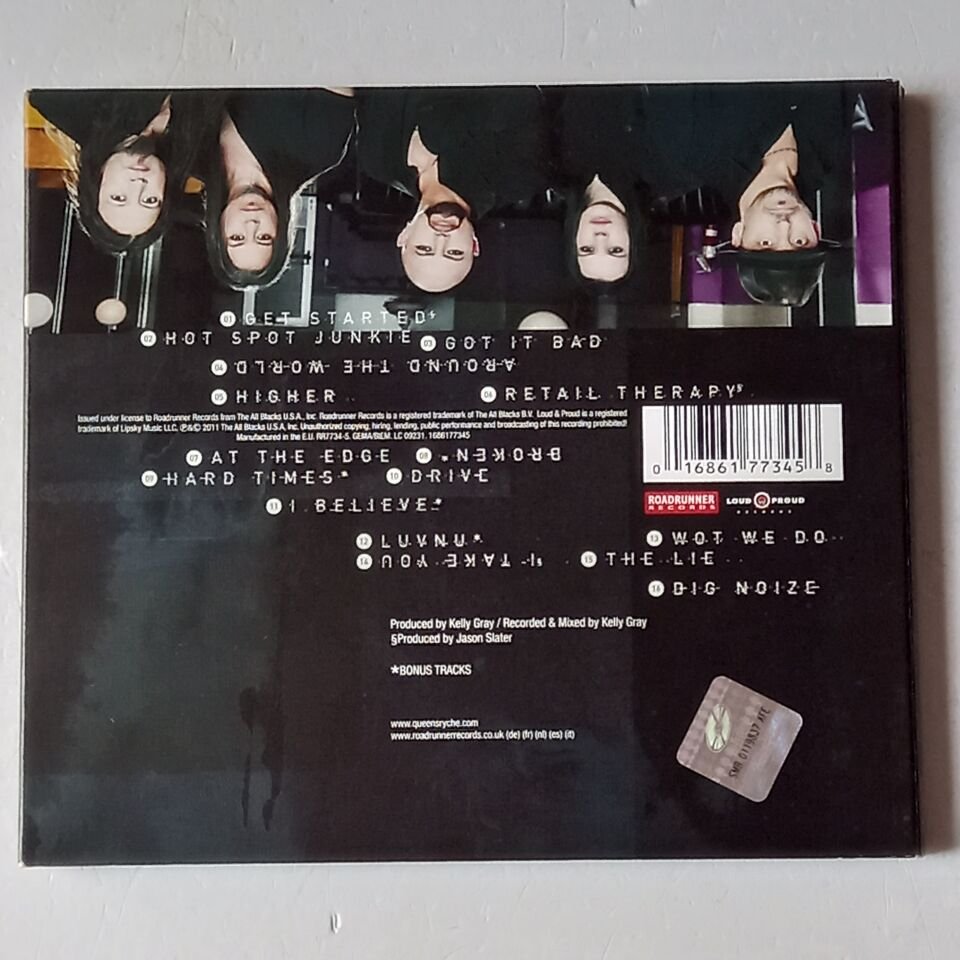 01 GET STARTED§
02 HOT SPOT JUNKIE 03 GOT IT BAD
04 AROUND THE WORLD
05 HIGHER 06 RETAIL THERAPY§
Issued under license to Roadrunner Records from The All Blacks U.S.A., Inc. Roadrunner Records is a registered trademark of The All Blacks B.V. Loud & Proud is a registered
trademark of Lipsky Music LLC. ℗&© 2011 The All Blacks U.S.A, Inc. Unauthorized copying, hiring, lending, public performance and broadcasting of this recording prohibited!
Manufactured in the E.U. RR7734-5. GEMA/BIEM. LC 09231. 1686177345
0 16861 77345 8
07 AT THE EDGE 08 BROKEN*
09 HARD TIMES* 10 DRIVE
ROADRUNNER RECORDS LOUD PROUD RECORDS
11 I BELIEVE*
12 LUVNU* 13 WOT WE DO
14 I TAKE YOU§ 15 THE LIE
16 BIG NOIZE
Produced by Kelly Gray / Recorded & Mixed by Kelly Gray
§Produced by Jason Slater
*BONUS TRACKS
www.queensryche.com
www.roadrunnerrecords.co.uk (de) (fr) (nl) (es) (it)
SMB 0119837 ATE